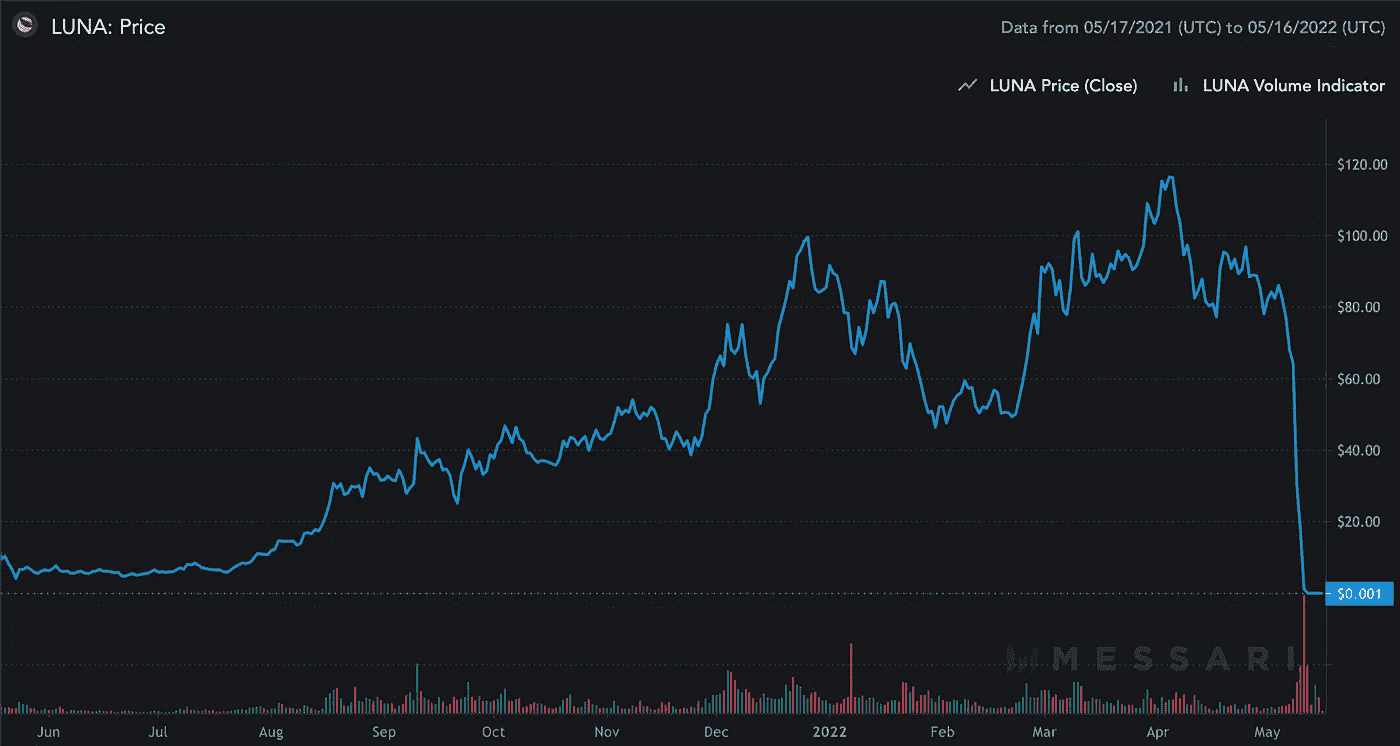 LUNA: Price
Data from 05/17/2021 (UTC) to 05/16/2022 (UTC)
LUNA Price (Close)
LUNA Volume Indicator
$120.00
$100.00
$80.00
$60.00
$40.00
$20.00
$0.001
MESSARI
Jun Jul Aug Sep Oct Nov Dec 2022 Feb Mar Apr May